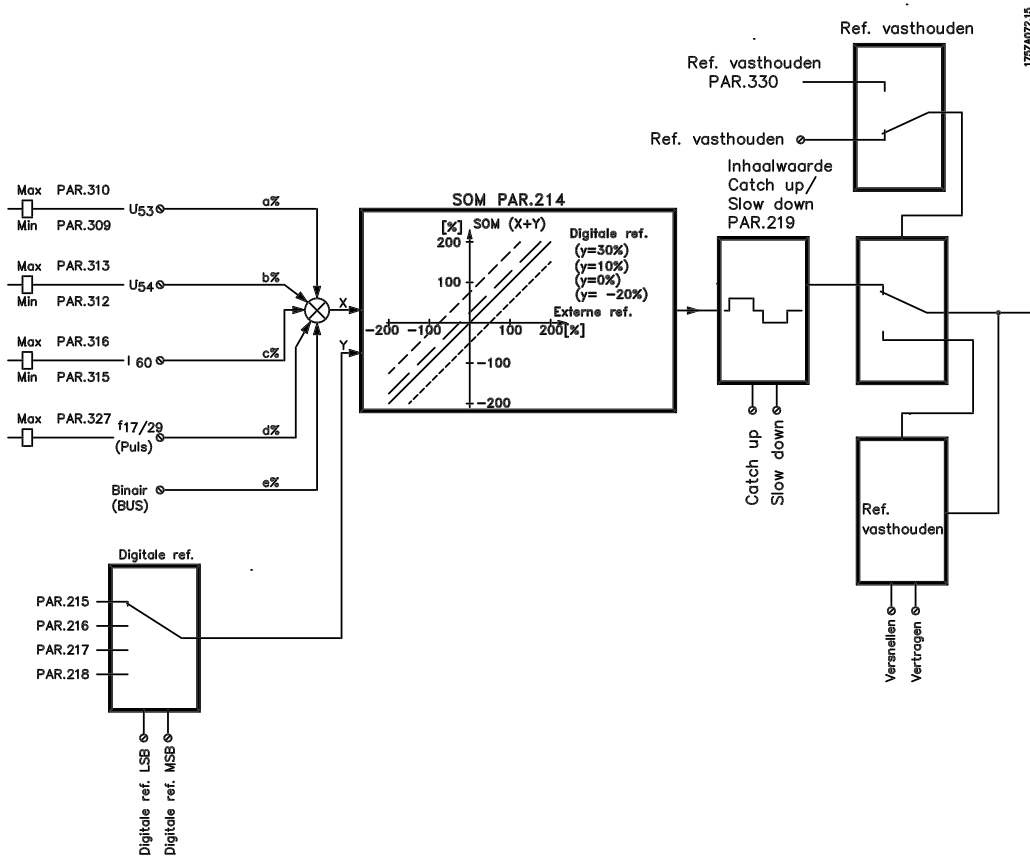 1757A072.15
Ref. vasthouden
Ref. vasthouden
PAR.330
Ref. vasthouden
Inhaalwaarde
Catch up/
Slow down
PAR.219
Max PAR.310
U53
a%
Min PAR.309
Max PAR.313
U54
b%
Min PAR.312
Max PAR.316
I 60
c%
Min PAR.315
Max PAR.327
f17/29
(Puls)
d%
Binair
(BUS)
e%
X
Y
SOM PAR.214
[%]
SOM (X+Y)
200
100
-200 -100
100 200[%]
-100
-200
Digitale ref.
(y=30%)
(y=10%)
(y=0%)
(y= -20%)
Externe ref.
Catch up
Slow down
Ref.
vasthouden
Versnellen
Vertragen
Digitale ref.
PAR.215
PAR.216
PAR.217
PAR.218
Digitale ref. LSB
Digitale ref. MSB